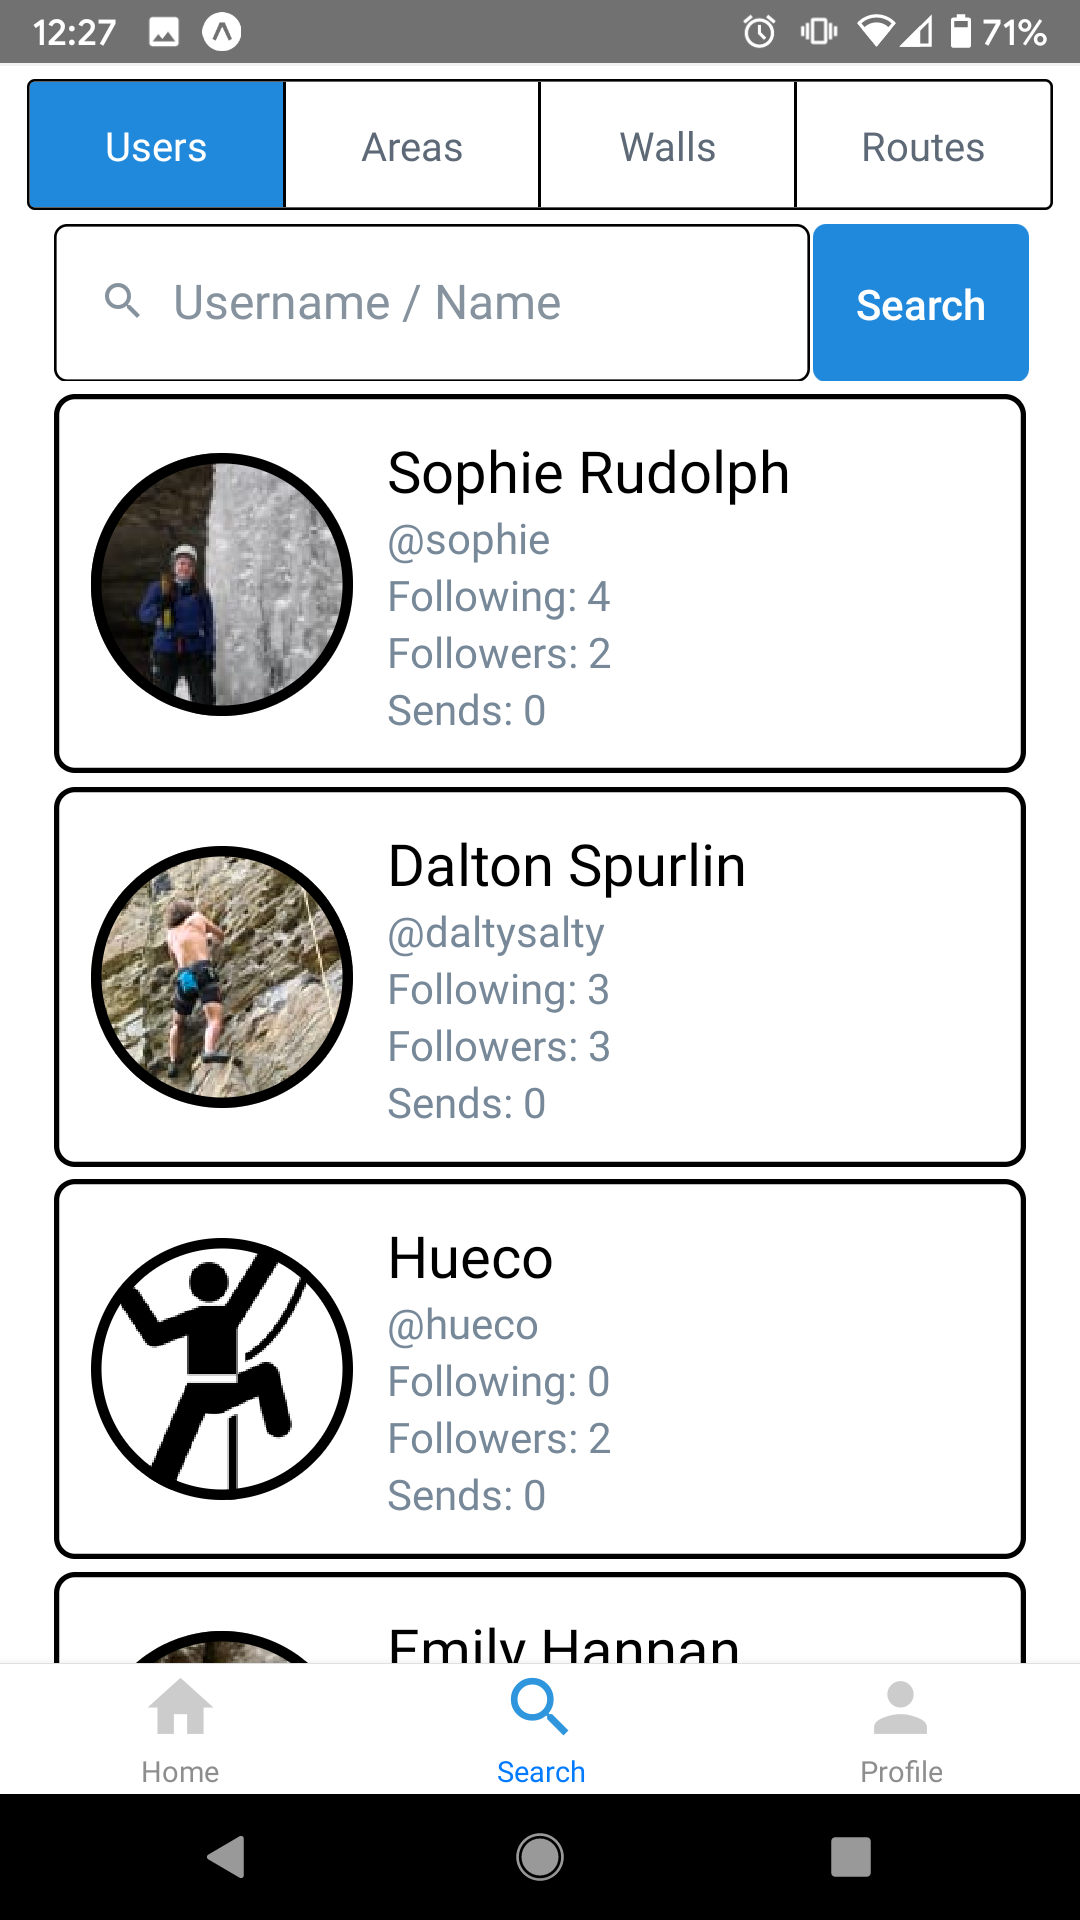 12:27 71%
Users Areas Walls Routes
Username / Name Search
Sophie Rudolph
@sophie
Following: 4
Followers: 2
Sends: 0
Dalton Spurlin
@daltysalty
Following: 3
Followers: 3
Sends: 0
Hueco
@hueco
Following: 0
Followers: 2
Sends: 0
Emily Hannan
Home Search Profile